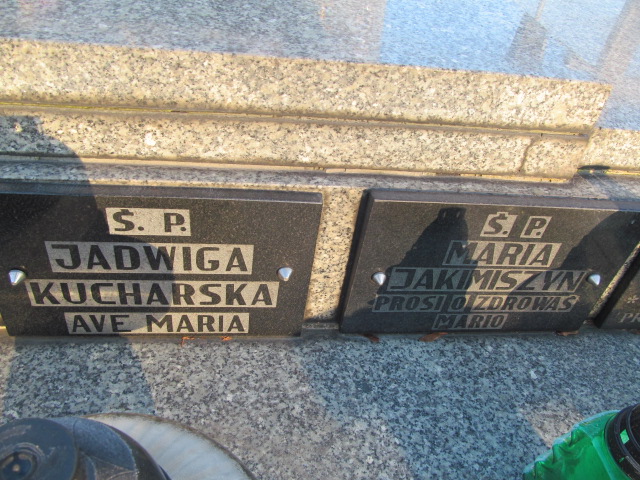 Ś. P.
JADWIGA
KUCHARSKA
AVE MARIA
Ś. P.
MARIA
JAKIMISZYN
PROSI O ZDROWAŚ
MARIO